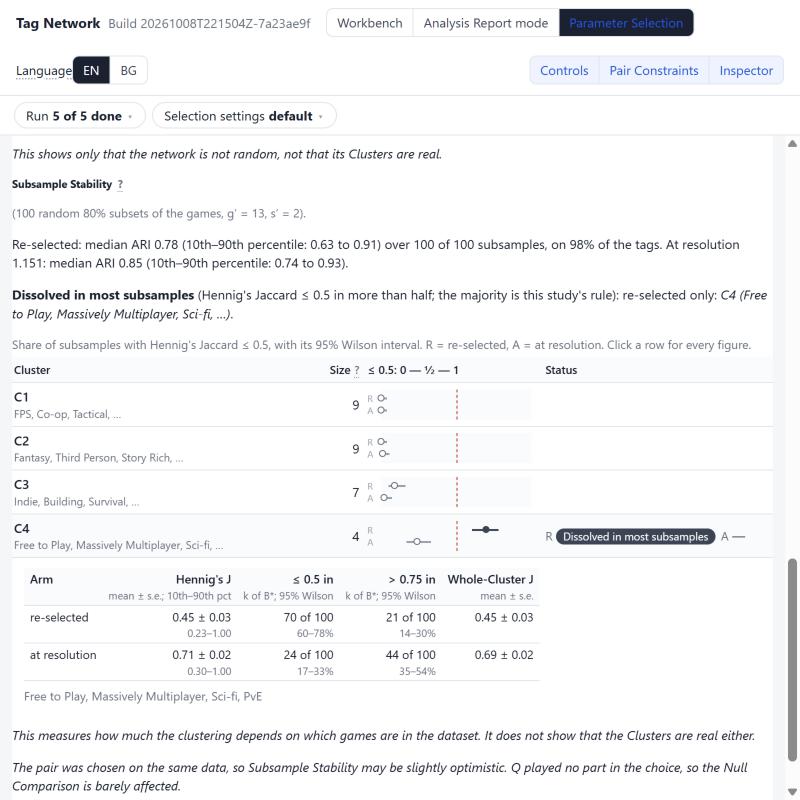 Tag Network Build 20261008T221504Z-7a23ae9f Workbench Analysis Report mode Parameter Selection
Language EN BG Controls Pair Constraints Inspector
Run 5 of 5 done Selection settings default
This shows only that the network is not random, not that its Clusters are real.
Subsample Stability ?
(100 random 80% subsets of the games, g′ = 13, s′ = 2).
Re-selected: median ARI 0.78 (10th–90th percentile: 0.63 to 0.91) over 100 of 100 subsamples, on 98% of the tags. At resolution
1.151: median ARI 0.85 (10th–90th percentile: 0.74 to 0.93).
Dissolved in most subsamples (Hennig's Jaccard ≤ 0.5 in more than half; the majority is this study's rule): re-selected only: C4 (Free
to Play, Massively Multiplayer, Sci-fi, ...).
Share of subsamples with Hennig's Jaccard ≤ 0.5, with its 95% Wilson interval. R = re-selected, A = at resolution. Click a row for every figure.
Cluster Size ? ≤ 0.5: 0 — ½ — 1 Status
C1
FPS, Co-op, Tactical, ...
9 R
A
C2
Fantasy, Third Person, Story Rich, ...
9 R
A
C3
Indie, Building, Survival, ...
7 R
A
C4
Free to Play, Massively Multiplayer, Sci-fi, ...
4 R
A
R Dissolved in most subsamples A —
Arm Hennig's J ≤ 0.5 in > 0.75 in Whole-Cluster J
mean ± s.e.; 10th–90th pct k of B*; 95% Wilson k of B*; 95% Wilson mean ± s.e.
re-selected 0.45 ± 0.03 70 of 100 21 of 100 0.45 ± 0.03
0.23–1.00 60–78% 14–30%
at resolution 0.71 ± 0.02 24 of 100 44 of 100 0.69 ± 0.02
0.30–1.00 17–33% 35–54%
Free to Play, Massively Multiplayer, Sci-fi, PvE
This measures how much the clustering depends on which games are in the dataset. It does not show that the Clusters are real either.
The pair was chosen on the same data, so Subsample Stability may be slightly optimistic. Q played no part in the choice, so the Null
Comparison is barely affected.